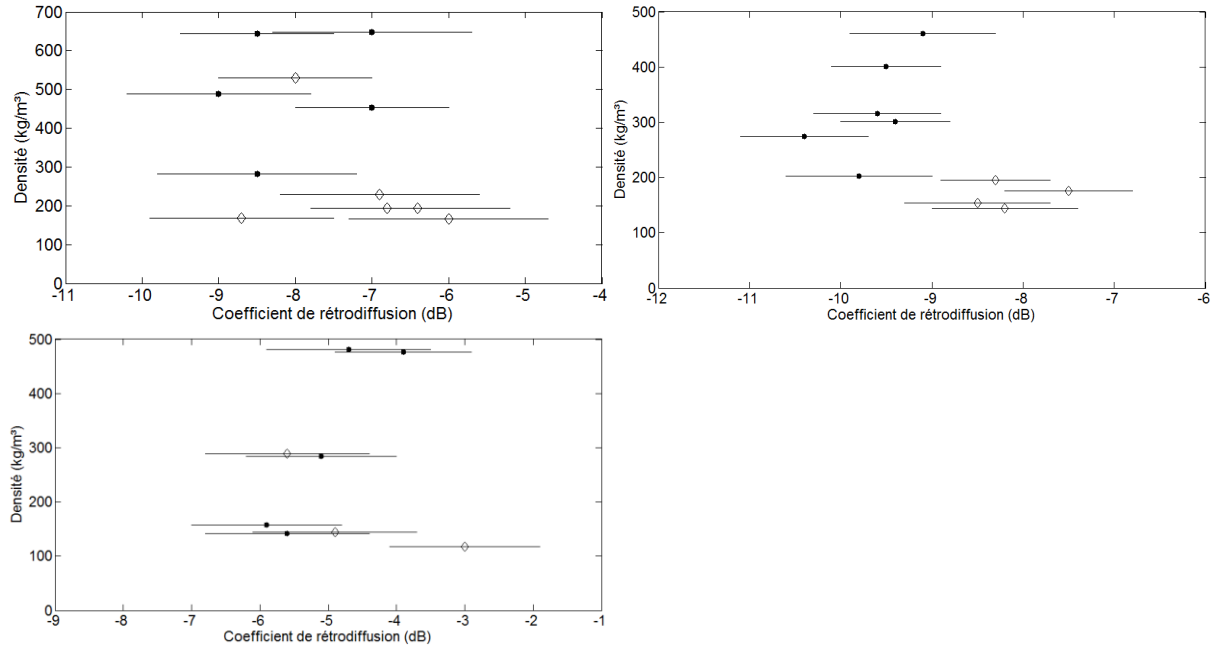 700
600
500
400
300
200
100
0
Densité (kg/m³)
-11 -10 -9 -8 -7 -6 -5 -4
Coefficient de rétrodiffusion (dB)
500
400
300
200
100
0
Densité (kg/m³)
-12 -11 -10 -9 -8 -7 -6
Coefficient de rétrodiffusion (dB)
500
400
300
200
100
0
Densité (kg/m³)
-9 -8 -7 -6 -5 -4 -3 -2 -1
Coefficient de rétrodiffusion (dB)